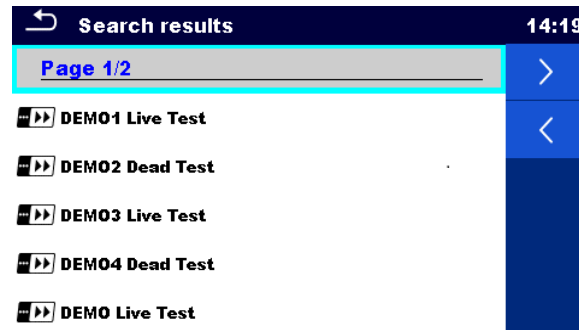 Search results
14:19
Page 1/2
DEMO1 Live Test
DEMO2 Dead Test
DEMO3 Live Test
DEMO4 Dead Test
DEMO Live Test